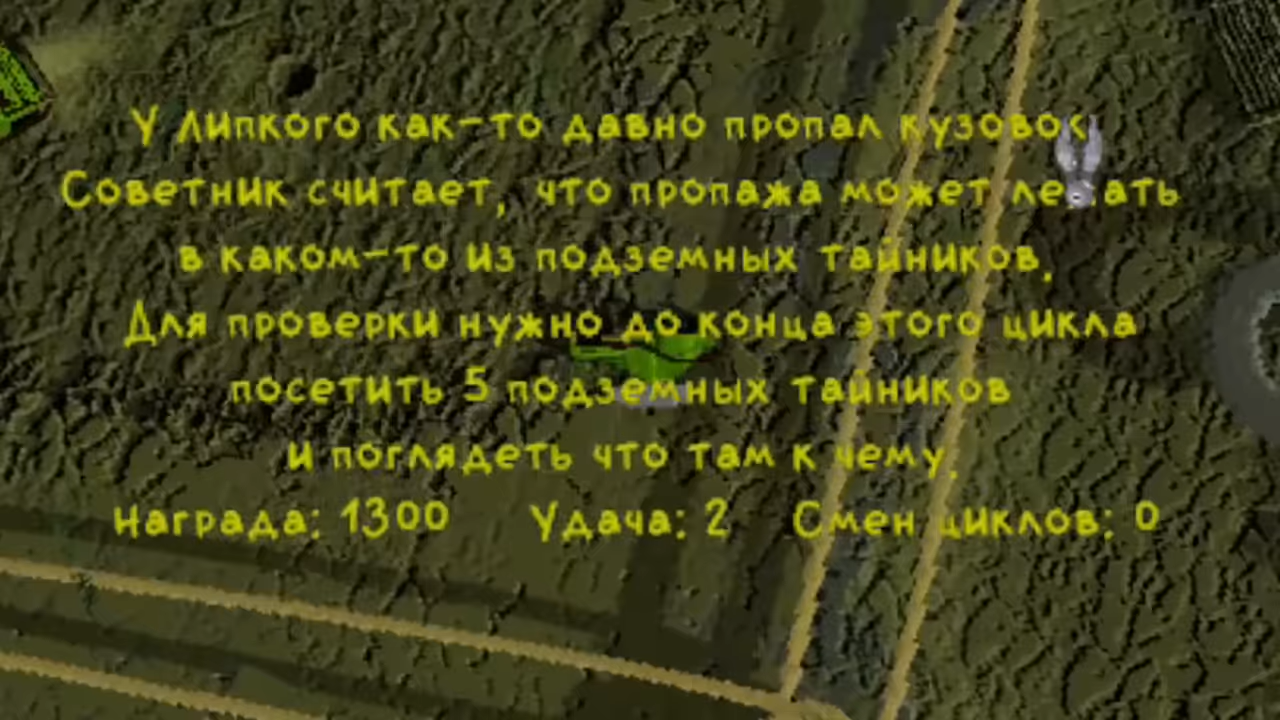 У Липкого как-то давно пропал кузовок.
Советник считает, что пропажа может лежать
в каком-то из подземных тайников.
Для проверки нужно до конца этого цикла
посетить 5 подземных тайников
и поглядеть что там к чему.
Награда: 1300 Удача: 2 Смен циклов: 0